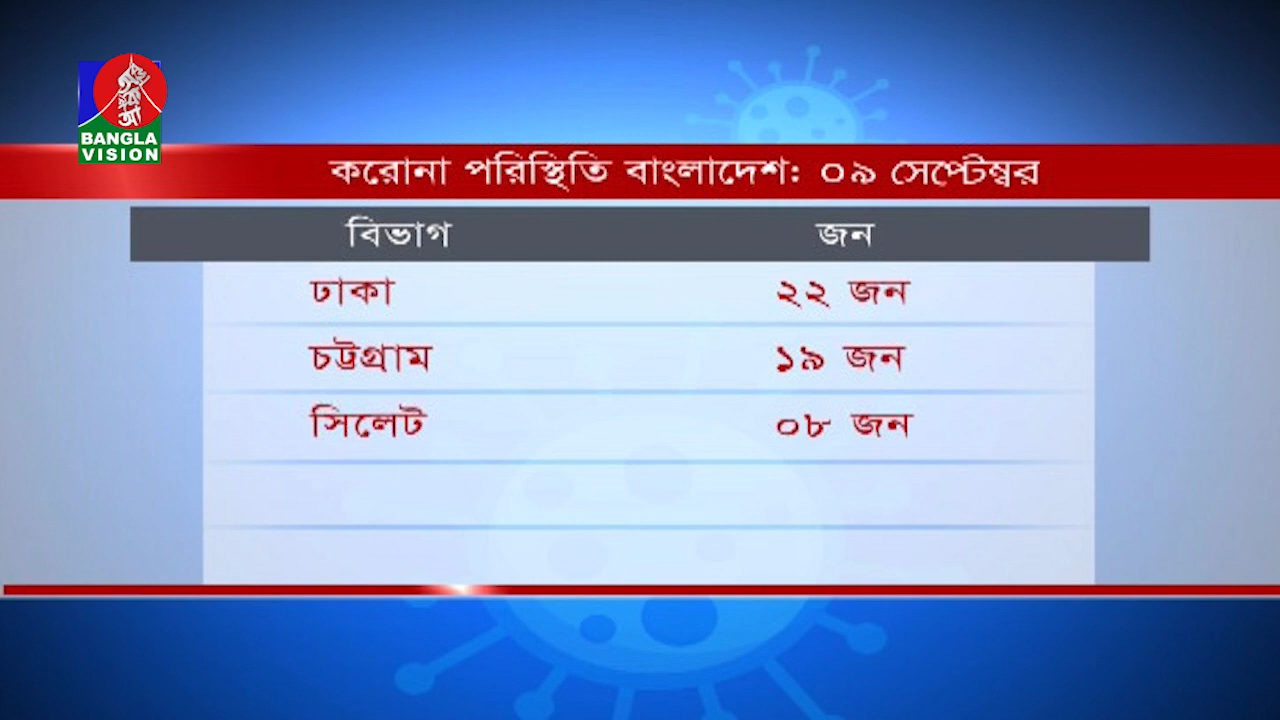 BANGLA
VISION
করোনা পরিস্থিতি বাংলাদেশ: ০৯ সেপ্টেম্বর
বিভাগ জন
ঢাকা ২২ জন
চট্টগ্রাম ১৯ জন
সিলেট ০৮ জন